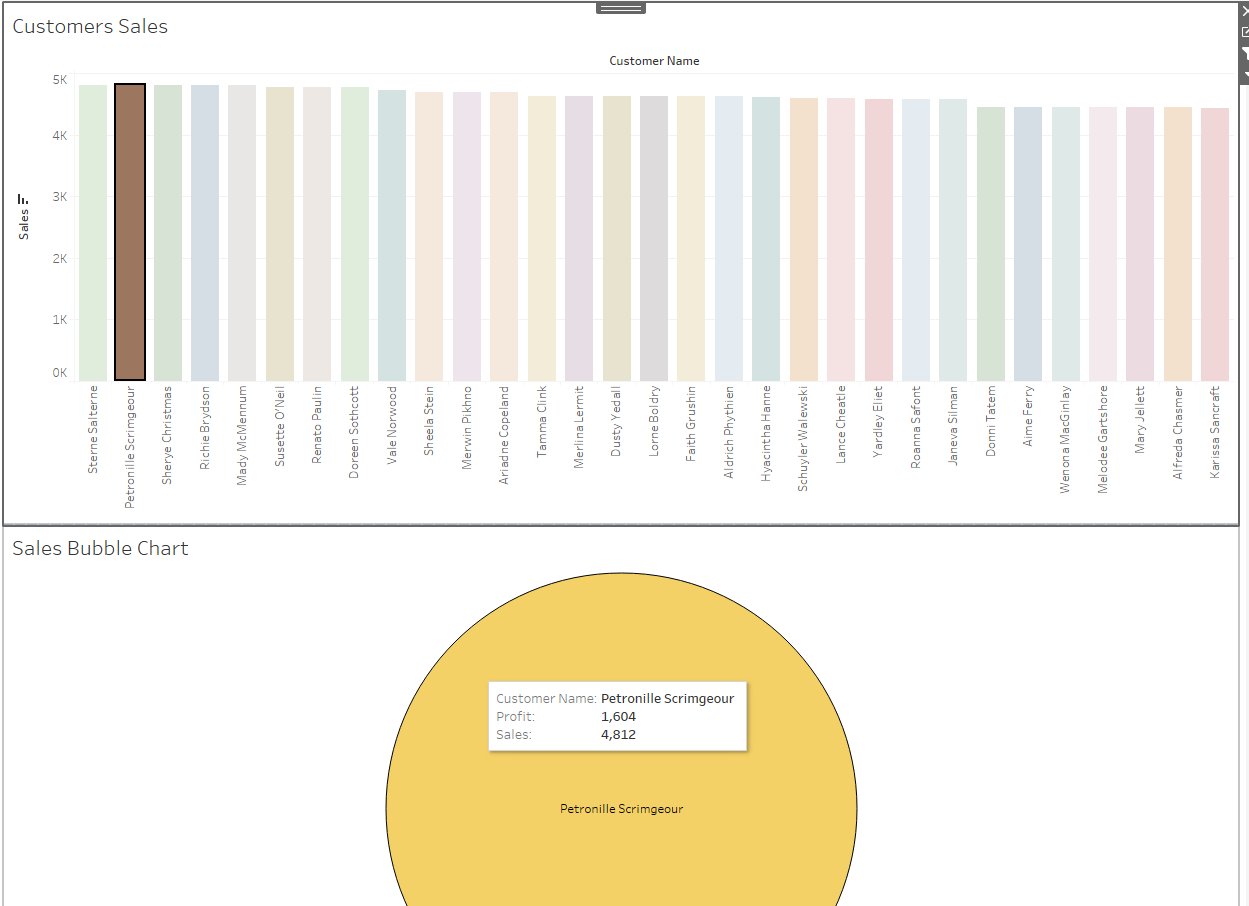 Customers Sales
Customer Name
5K
4K
3K
2K
1K
0K
Sales
Sterne Salterne
Petronille Scrimgeour
Sherye Christmas
Richie Brydson
Mady McMennum
Susette O'Neil
Renato Paulin
Doreen Sothcott
Vale Norwood
Sheela Stein
Merwin Pikhno
Ariadne Copeland
Tamma Clink
Merlina Lermit
Dusty Yedall
Lorne Boldry
Faith Grushin
Aldrich Phythien
Hyacintha Hanne
Schuyler Walewski
Lance Cheatle
Yardley Eliet
Roanna Safont
Janeva Silman
Donni Tatem
Aime Ferry
Wenona MacGinlay
Melodee Gartshore
Mary Jellett
Alfreda Chasmer
Karissa Sancraft
Sales Bubble Chart
Customer Name: Petronille Scrimgeour
Profit: 1,604
Sales: 4,812
Petronille Scrimgeour